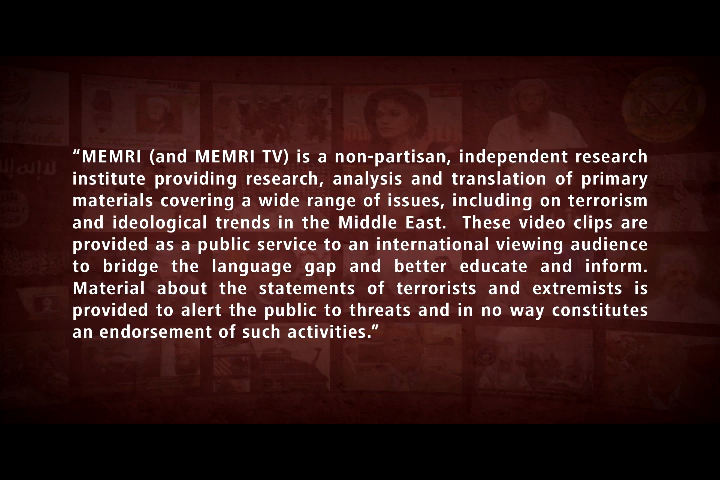 “MEMRI (and MEMRI TV) is a non-partisan, independent research
institute providing research, analysis and translation of primary
materials covering a wide range of issues, including on terrorism
and ideological trends in the Middle East.  These video clips are
provided as a public service to an international viewing audience
to bridge the language gap and better educate and inform.
Material about the statements of terrorists and extremists is
provided to alert the public to threats and in no way constitutes
an endorsement of such activities.”